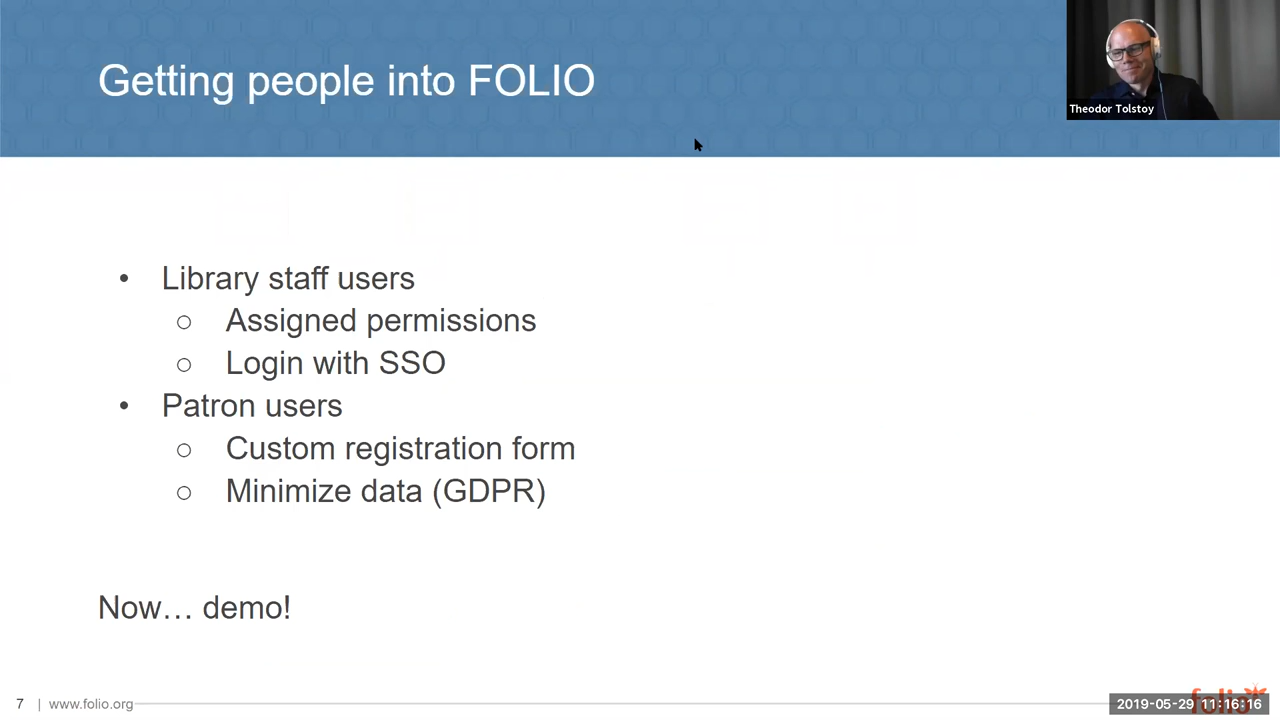 Getting people into FOLIO
Theodor Tolstoy
• Library staff users
○ Assigned permissions
○ Login with SSO
• Patron users
○ Custom registration form
○ Minimize data (GDPR)
Now… demo!
7 | www.folio.org
folio
2019-05-29 11:16:16